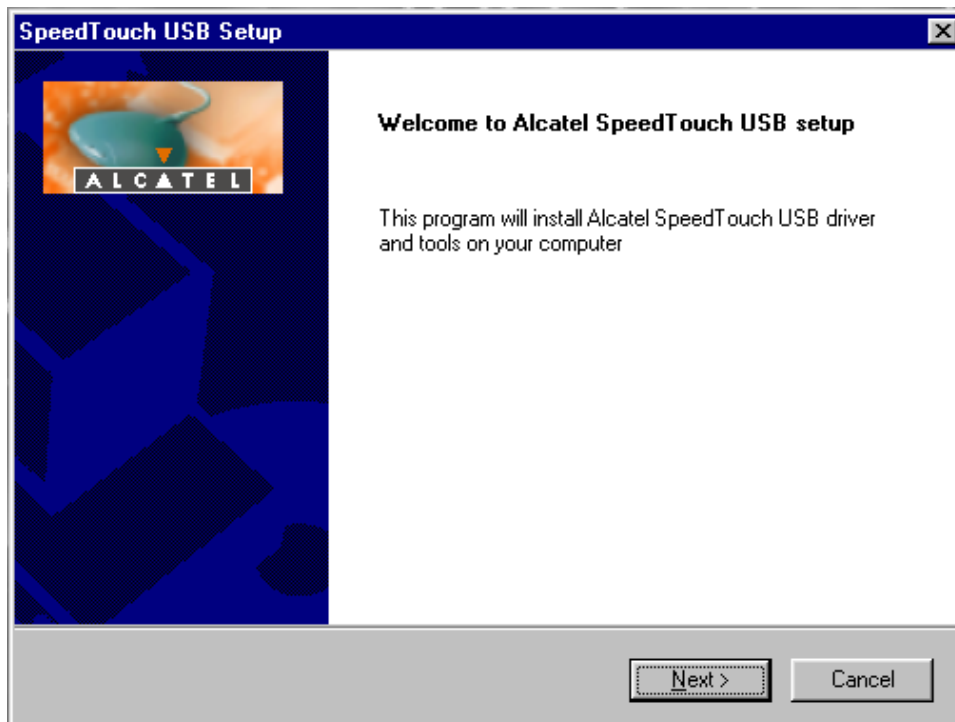 SpeedTouch USB Setup
ALCATEL
Welcome to Alcatel SpeedTouch USB setup
This program will install Alcatel SpeedTouch USB driver
and tools on your computer
Next >
Cancel